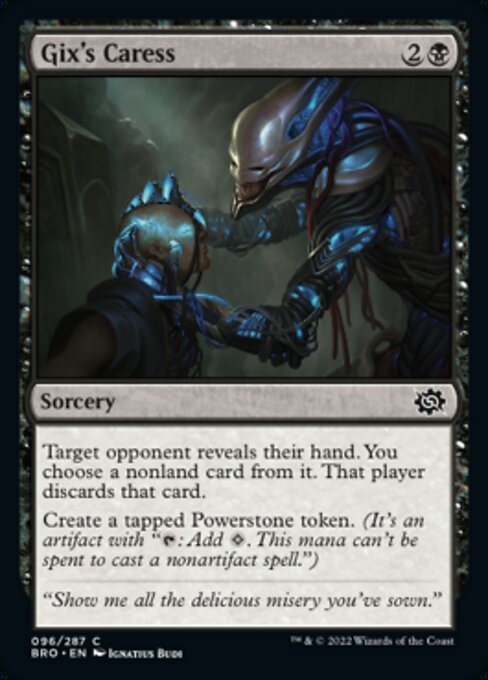 Gix's Caress 2
Sorcery
Target opponent reveals their hand. You
choose a nonland card from it. That player
discards that card.
Create a tapped Powerstone token. (It's an
artifact with “: Add . This mana can't be
spent to cast a nonartifact spell.”)
“Show me all the delicious misery you've sown.”
096/287 C
BRO • EN Ignatius Budi
™ & © 2022 Wizards of the Coast